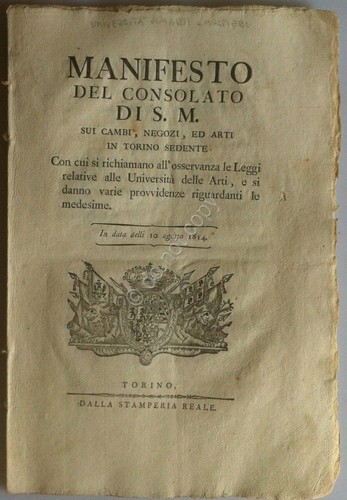 MANIFESTO
DEL CONSOLATO
DI S. M.
SUI CAMBI, NEGOZI, ED ARTI
IN TORINO SEDENTE
Con cui si richiamano all'osservanza le Leggi
relative alle Università delle Arti, e si
danno varie provvidenze riguardanti le
medesime.
In data delli 10 agosto 1814.
TORINO,
DALLA STAMPERIA REALE.